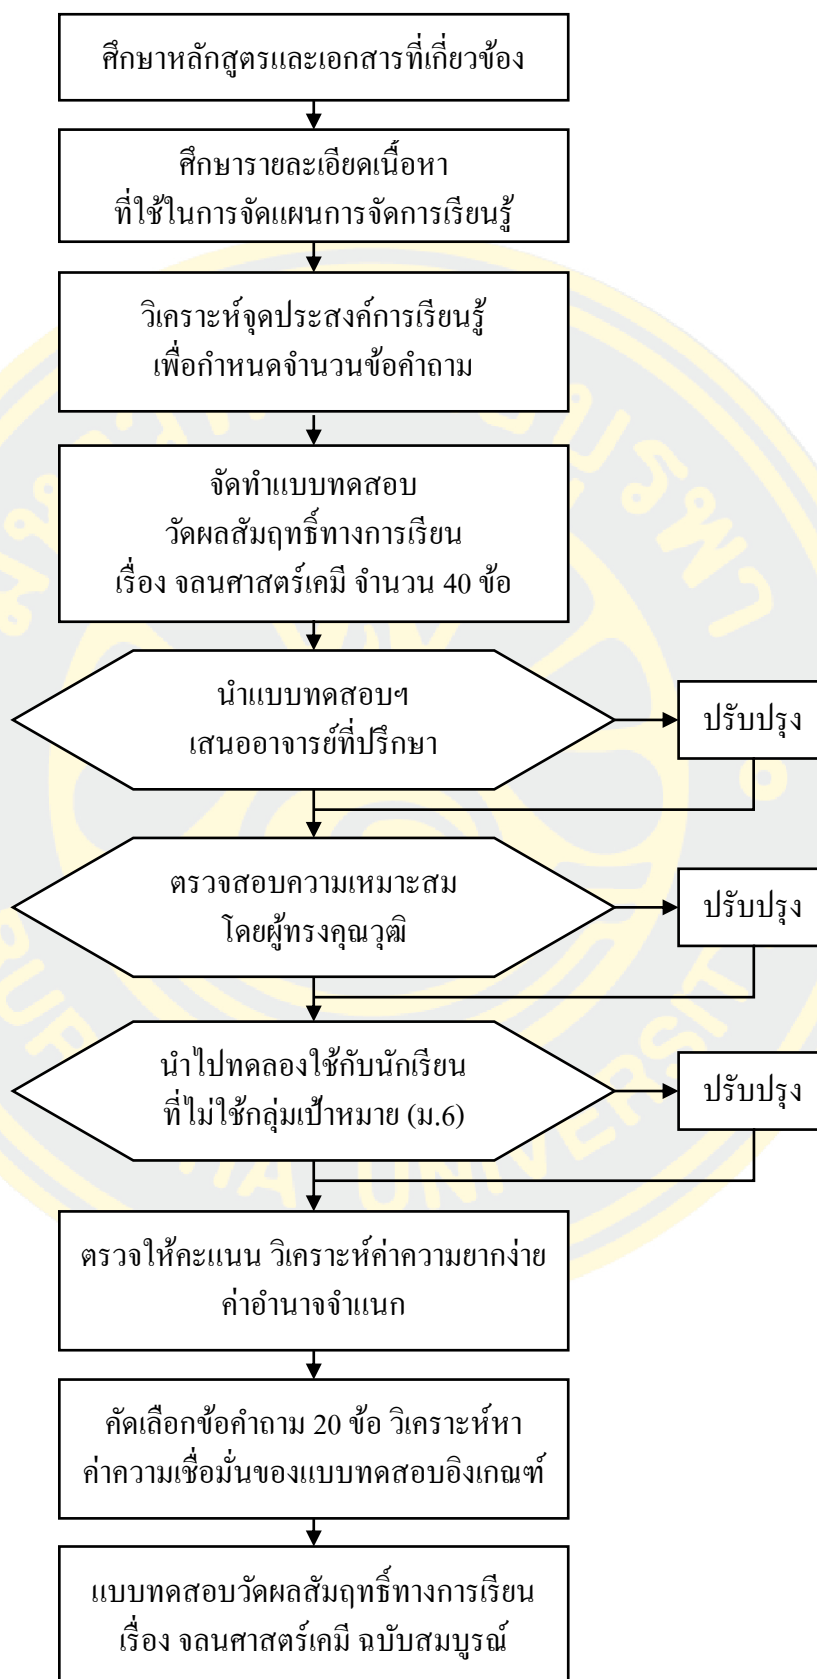 ศึกษาหลักสูตรและเอกสารที่เกี่ยวข้อง
ศึกษารายละเอียดเนื้อหา
ที่ใช้ในการจัดแผนการจัดการเรียนรู้
วิเคราะห์จุดประสงค์การเรียนรู้
เพื่อกำหนดจำนวนข้อคำถาม
จัดทำแบบทดสอบ
วัดผลสัมฤทธิ์ทางการเรียน
เรื่อง จลนศาสตร์เคมี จำนวน 40 ข้อ
นำแบบทดสอบฯ
เสนออาจารย์ที่ปรึกษา
ปรับปรุง
ตรวจสอบความเหมาะสม
โดยผู้ทรงคุณวุฒิ
ปรับปรุง
นำไปทดลองใช้กับนักเรียน
ที่ไม่ใช้กลุ่มเป้าหมาย (ม.6)
ปรับปรุง
ตรวจให้คะแนน วิเคราะห์ค่าความยากง่าย
ค่าอำนาจจำแนก
คัดเลือกข้อคำถาม 20 ข้อ วิเคราะห์หา
ค่าความเชื่อมั่นของแบบทดสอบอิงเกณฑ์
แบบทดสอบวัดผลสัมฤทธิ์ทางการเรียน
เรื่อง จลนศาสตร์เคมี ฉบับสมบูรณ์